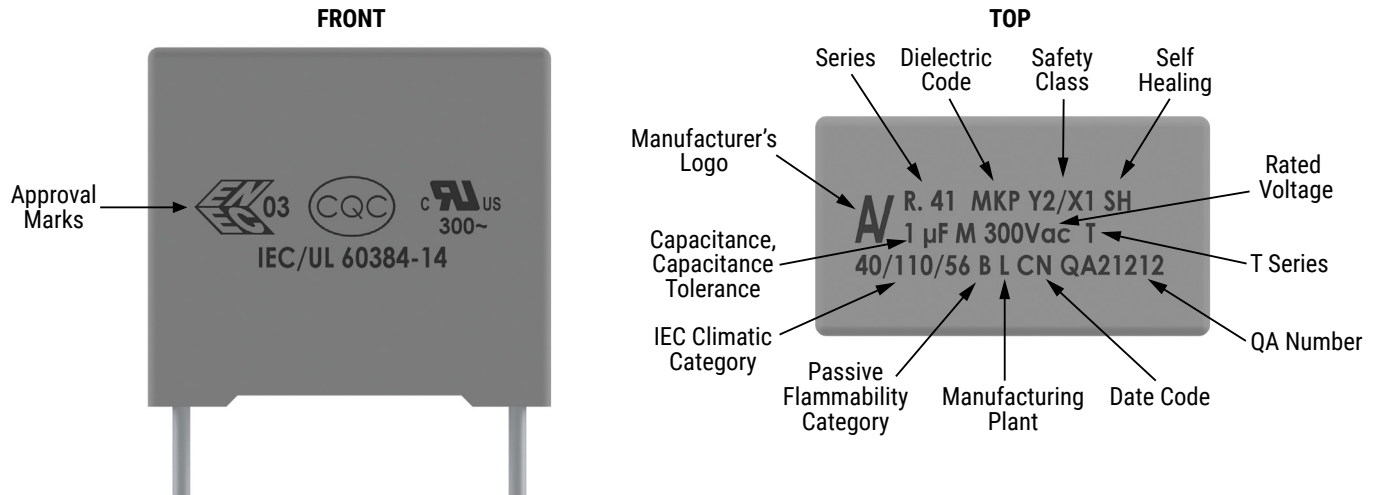 FRONT
Approval
Marks
EN
EC
03
CQC
C
US
300~
IEC/UL 60384-14
TOP
Series
Dielectric
Code
Safety
Class
Self
Healing
Manufacturer's
Logo
Rated
Voltage
R. 41 MKP Y2/X1 SH
1 µF M 300Vac T
40/110/56 B L CN QA21212
Capacitance,
Capacitance
Tolerance
T Series
IEC Climatic
Category
QA Number
Passive
Flammability
Category
Manufacturing
Plant
Date Code